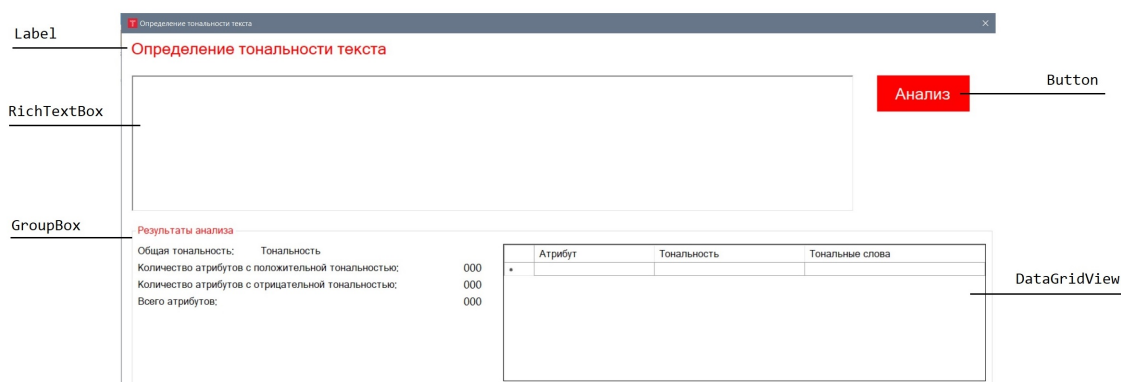 Определение тональности текста
Label
Определение тональности текста
Button
Анализ
RichTextBox
GroupBox
Результаты анализа
Общая тональность: Тональность
Атрибут Тональность Тональные слова
Количество атрибутов с положительной тональностью: 000
Количество атрибутов с отрицательной тональностью: 000
DataGridView
Всего атрибутов: 000